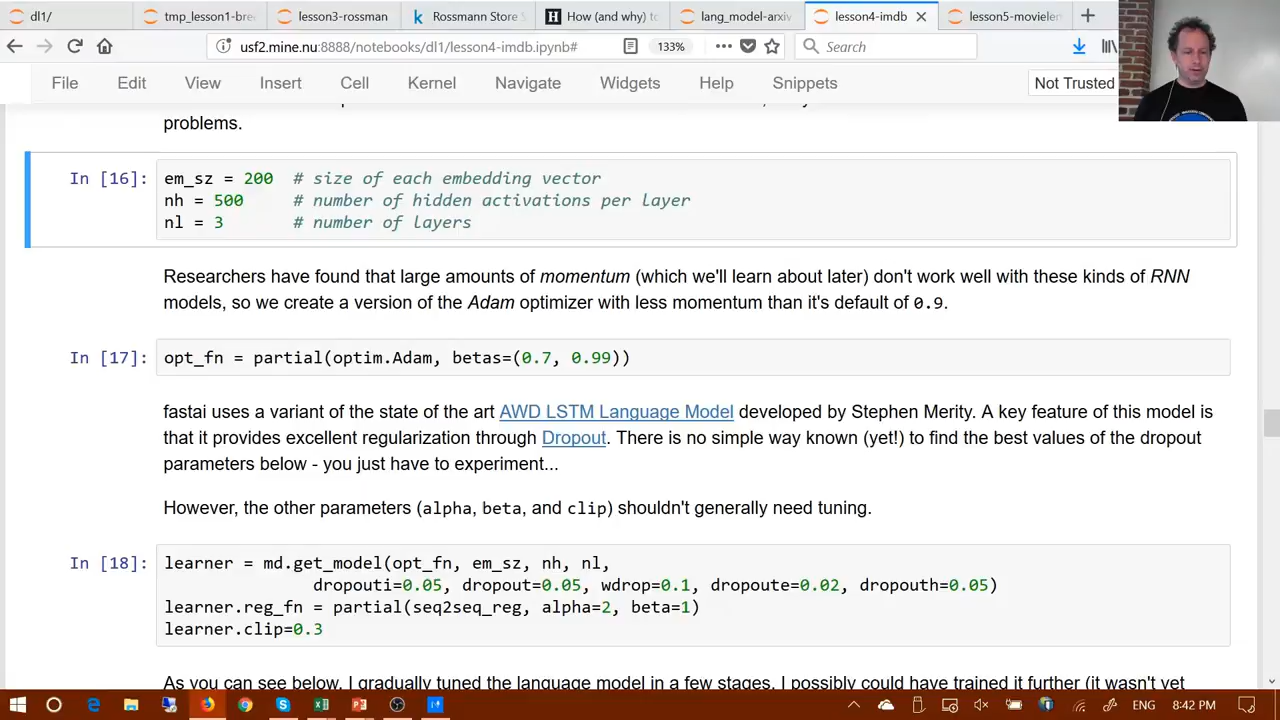 dl1/
tmp_lesson1-bre
lesson3-rossman
Rossmann Store S
How (and why) to
lang_model-arxiv
lesson4-imdb
lesson5-movielen
usf2.mine.nu:8888/notebooks/dl1/lesson4-imdb.ipynb#
133%
Search
File Edit View Insert Cell Kernel Navigate Widgets Help Snippets
Not Trusted
problems.
In [16]: em_sz = 200 # size of each embedding vector
nh = 500 # number of hidden activations per layer
nl = 3 # number of layers
Researchers have found that large amounts of momentum (which we'll learn about later) don't work well with these kinds of RNN
models, so we create a version of the Adam optimizer with less momentum than it's default of 0.9.
In [17]: opt_fn = partial(optim.Adam, betas=(0.7, 0.99))
fastai uses a variant of the state of the art AWD LSTM Language Model developed by Stephen Merity. A key feature of this model is
that it provides excellent regularization through Dropout. There is no simple way known (yet!) to find the best values of the dropout
parameters below - you just have to experiment...
However, the other parameters (alpha, beta, and clip) shouldn't generally need tuning.
In [18]: learner = md.get_model(opt_fn, em_sz, nh, nl,
dropouti=0.05, dropout=0.05, wdrop=0.1, dropoute=0.02, dropouth=0.05)
learner.reg_fn = partial(seq2seq_reg, alpha=2, beta=1)
learner.clip=0.3
As you can see below, I gradually tuned the language model in a few stages. I possibly could have trained it further (it wasn't yet
ENG
8:42 PM